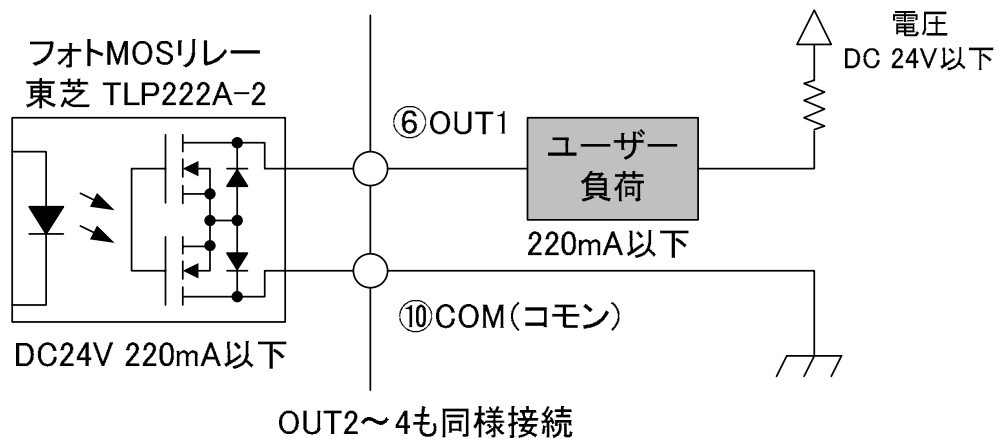 フォトMOSリレー
東芝 TLP222A-2
電圧
DC 24V以下
⑥OUT1
ユーザー
負荷
220mA以下
⑩COM(コモン)
DC24V 220mA以下
OUT2～4も同様接続